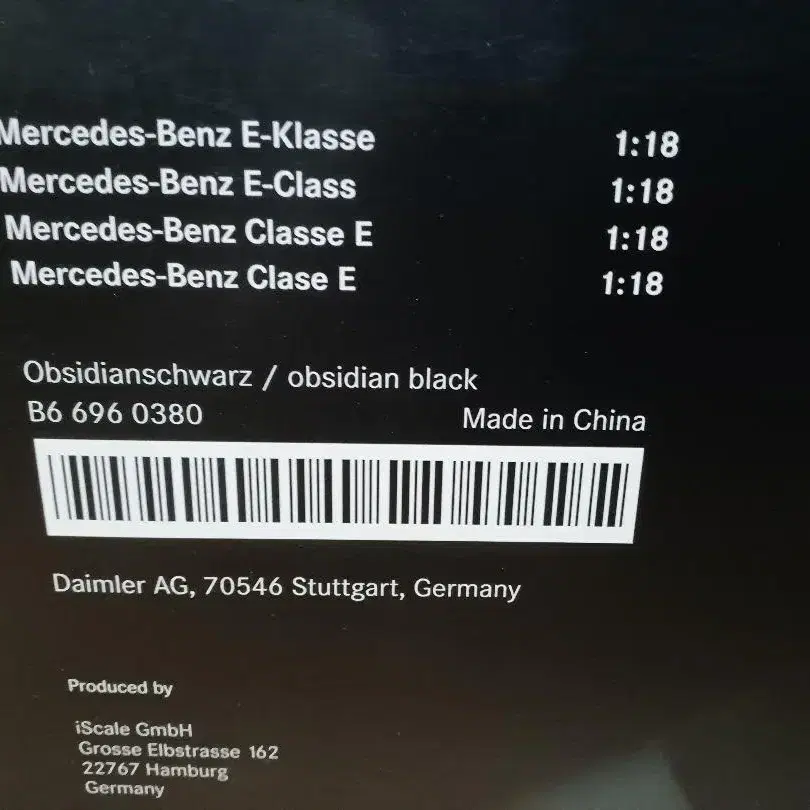 Mercedes-Benz E-Klasse 1:18
Mercedes-Benz E-Class 1:18
Mercedes-Benz Classe E 1:18
Mercedes-Benz Clase E 1:18
Obsidianschwarz / obsidian black
B6 696 0380 Made in China
Daimler AG, 70546 Stuttgart, Germany
Produced by
iScale GmbH
Grosse Elbstrasse 162
22767 Hamburg
Germany